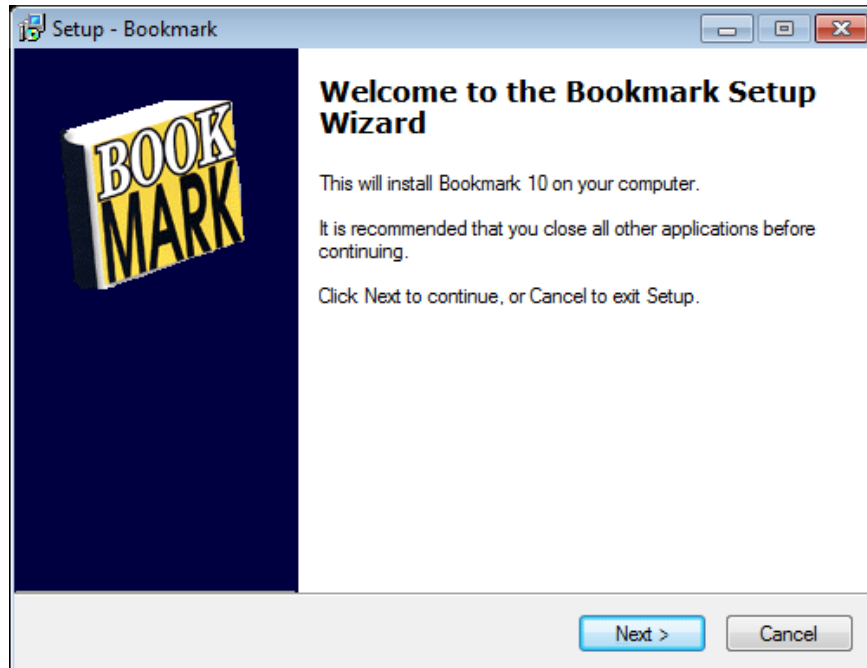 Setup - Bookmark
BOOK
MARK
Welcome to the Bookmark Setup
Wizard
This will install Bookmark 10 on your computer.
It is recommended that you close all other applications before
continuing.
Click Next to continue, or Cancel to exit Setup.
Next >
Cancel